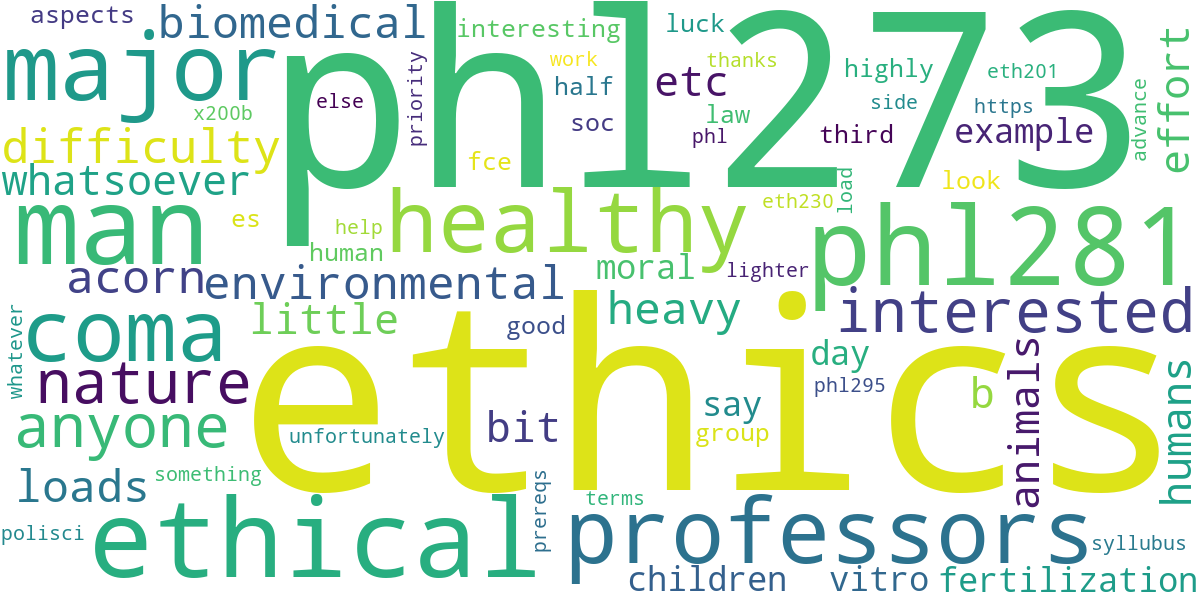 aspects
biomedical
interesting
luck
phl273
major
work
thanks
priority
else
half
etc
highly
eth201
effort
x200b
soc
law
side
https
advance
difficulty
fce
phl
third
example
whatsoever
look
load
man
healthy
es
help
eth230
phl281
human
acorn
environmental
moral
lighter
interested
whatever
coma
little
good
heavy
ethics
nature
day
phl295
animals
b
humans
anyone
unfortunately
bit
say
group
loads
something
prereqs
terms
polisci
ethical
professors
syllubus
children
vitro
fertilization